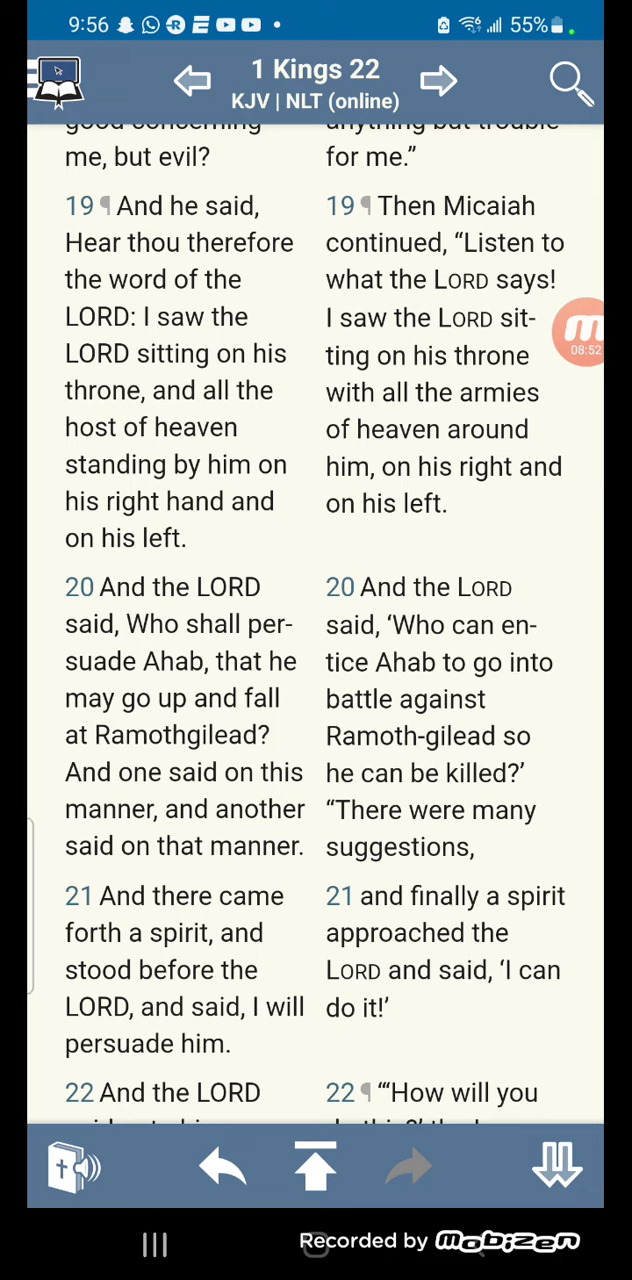 9:56
55%
1 Kings 22
KJV | NLT (online)
good concerning
me, but evil?
19 ¶ And he said,
Hear thou therefore
the word of the
LORD: I saw the
LORD sitting on his
throne, and all the
host of heaven
standing by him on
his right hand and
on his left.
20 And the LORD
said, Who shall per-
suade Ahab, that he
may go up and fall
at Ramothgilead?
And one said on this
manner, and another
said on that manner.
21 And there came
forth a spirit, and
stood before the
LORD, and said, I will
persuade him.
22 And the LORD
anything but trouble
for me.”
19 ¶ Then Micaiah
continued, “Listen to
what the LORD says!
I saw the LORD sit-
ting on his throne
with all the armies
of heaven around
him, on his right and
on his left.
20 And the LORD
said, ‘Who can en-
tice Ahab to go into
battle against
Ramoth-gilead so
he can be killed?’
“There were many
suggestions,
21 and finally a spirit
approached the
LORD and said, ‘I can
do it!’
22 ¶ “‘How will you
08:52
Recorded by mobizen